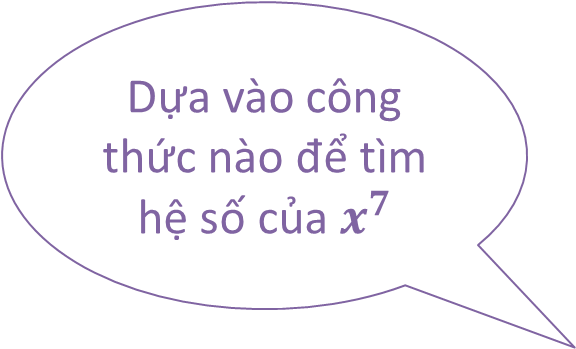 Dựa vào công
thức nào để tìm
hệ số của x⁷